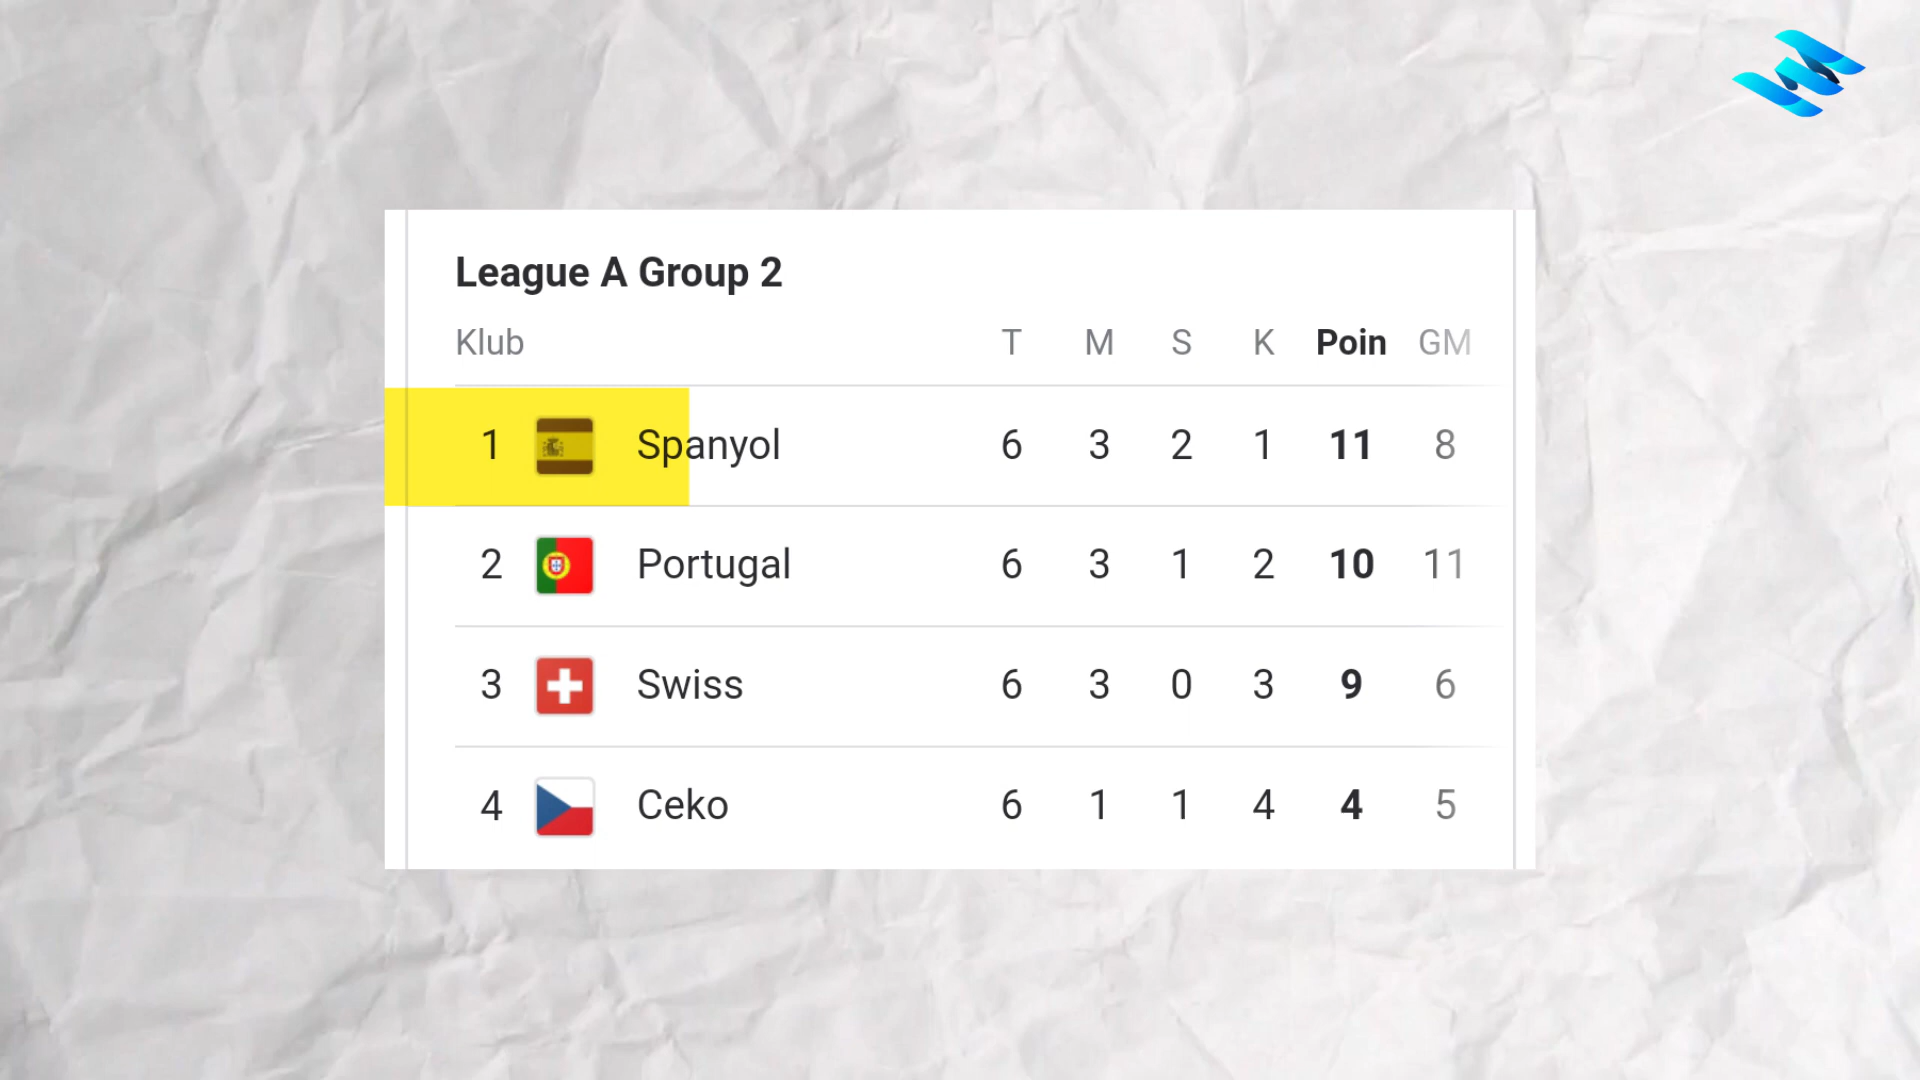 League A Group 2
Klub T M S K Poin GM
1 Spanyol 6 3 2 1 11 8
2 Portugal 6 3 1 2 10 11
3 Swiss 6 3 0 3 9 6
4 Ceko 6 1 1 4 4 5